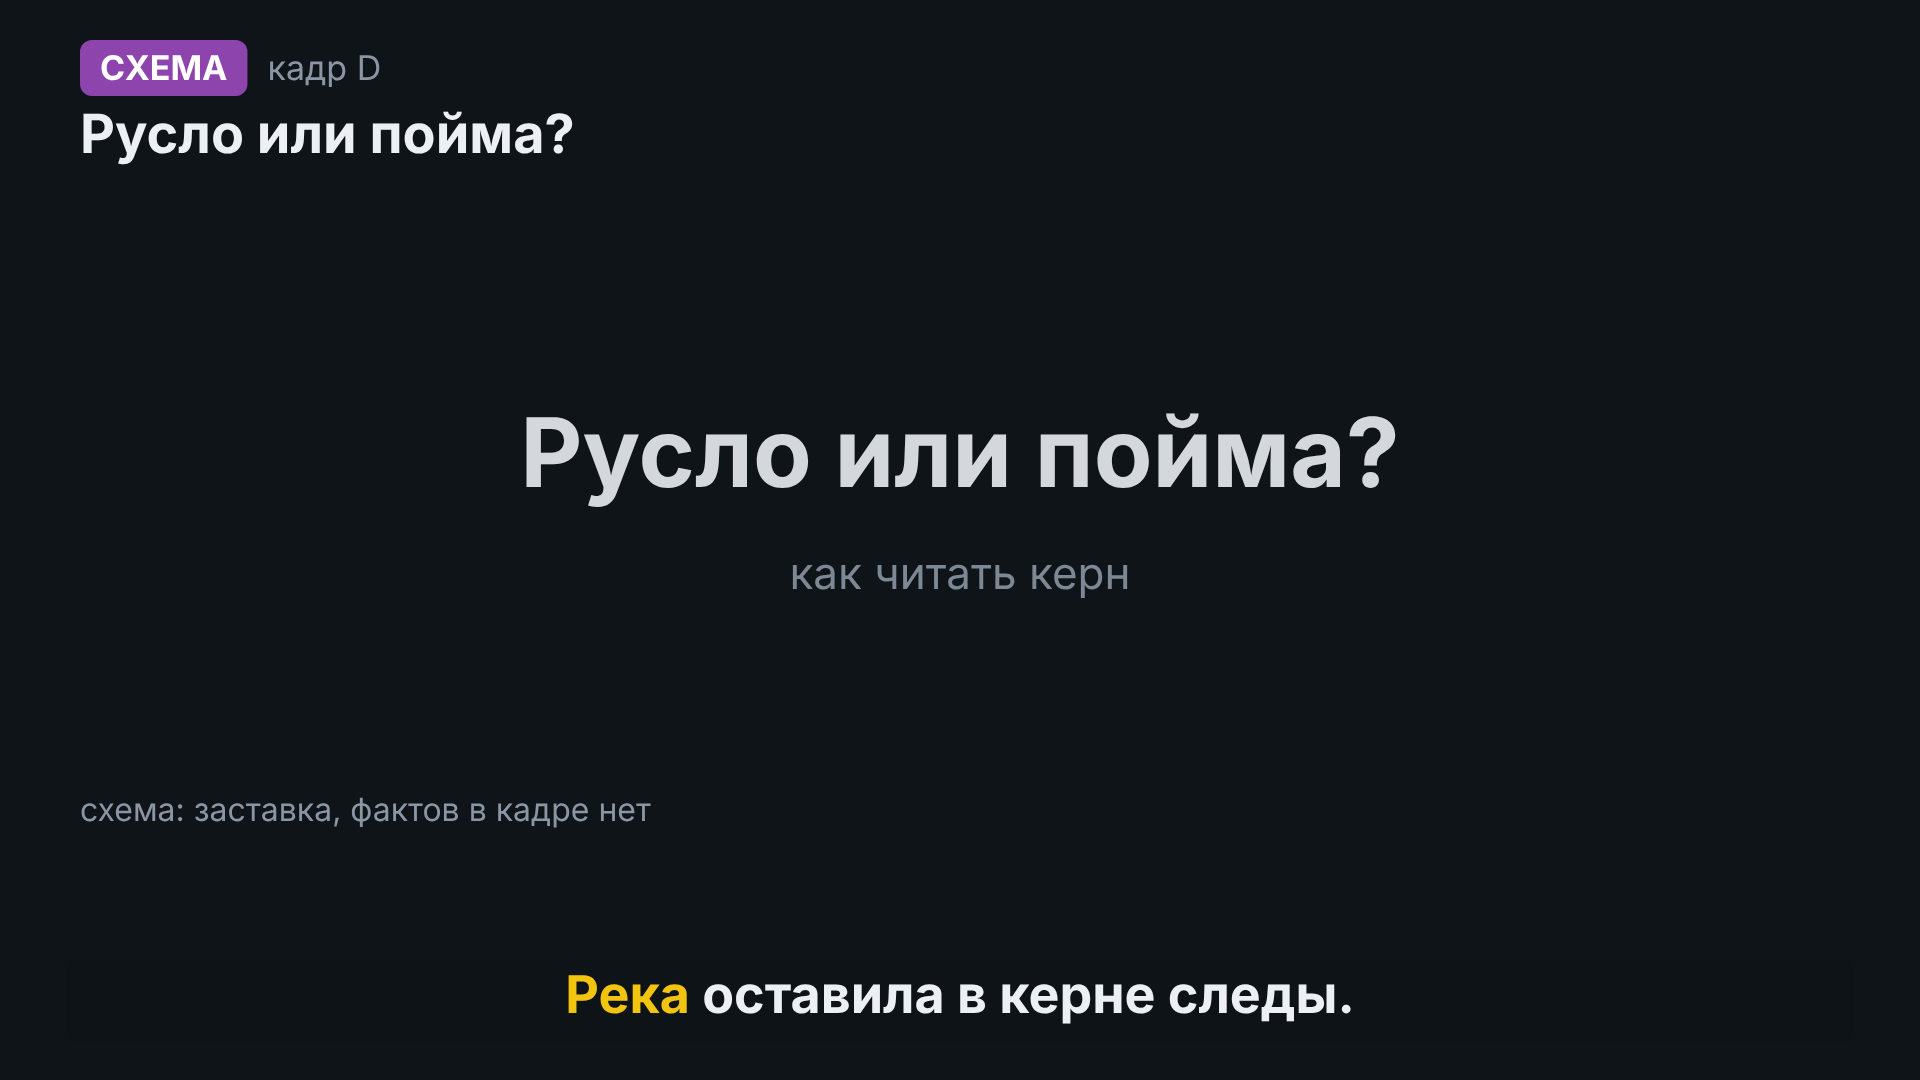 СХЕМА кадр D
Русло или пойма?
Русло или пойма?
как читать керн
схема: заставка, фактов в кадре нет
Река оставила в керне следы.